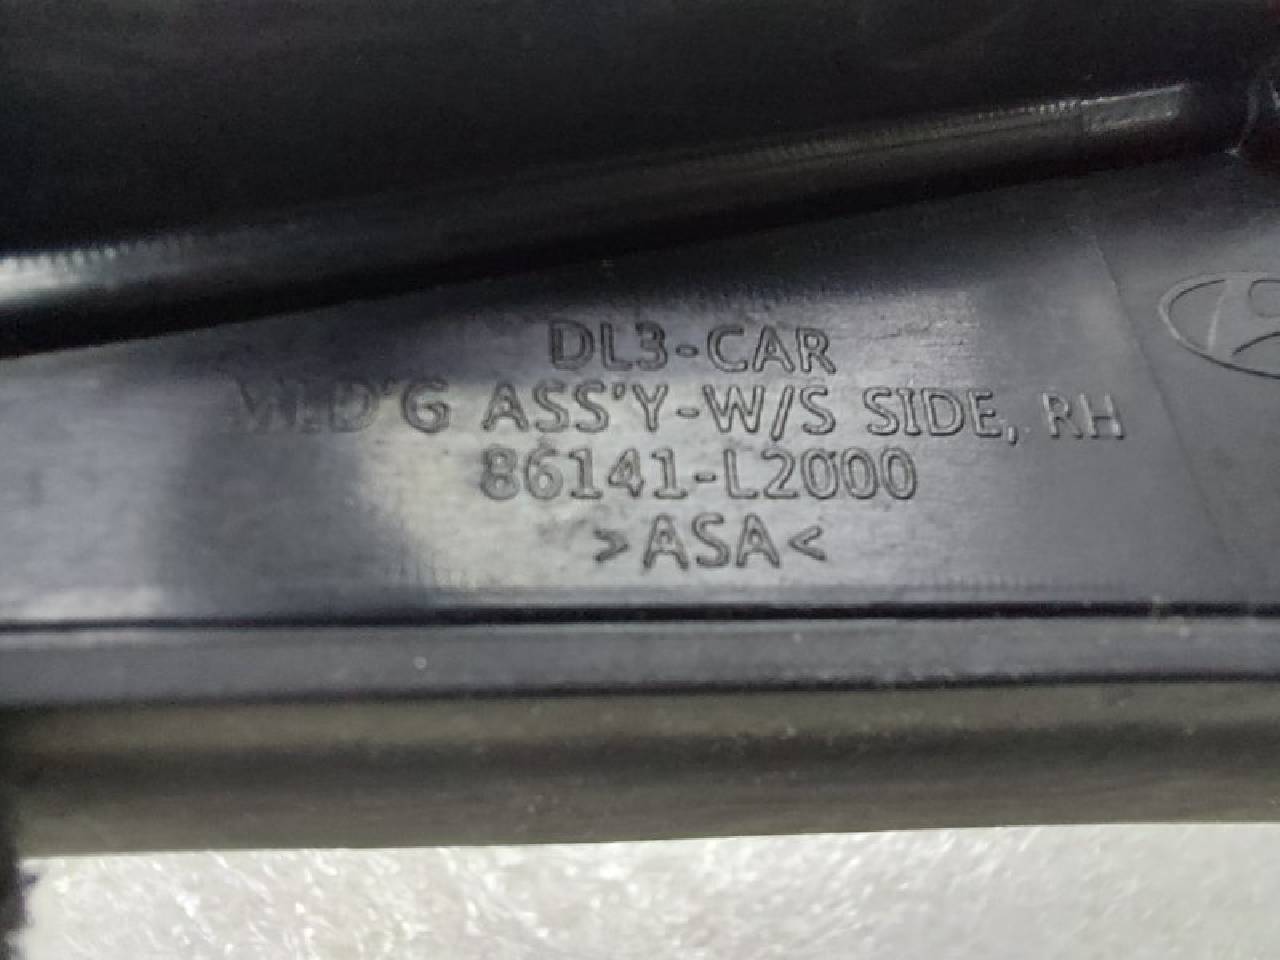 DL3-CAR
MLD'G ASS'Y-W/S SIDE, RH
86141-L2000
>ASA<